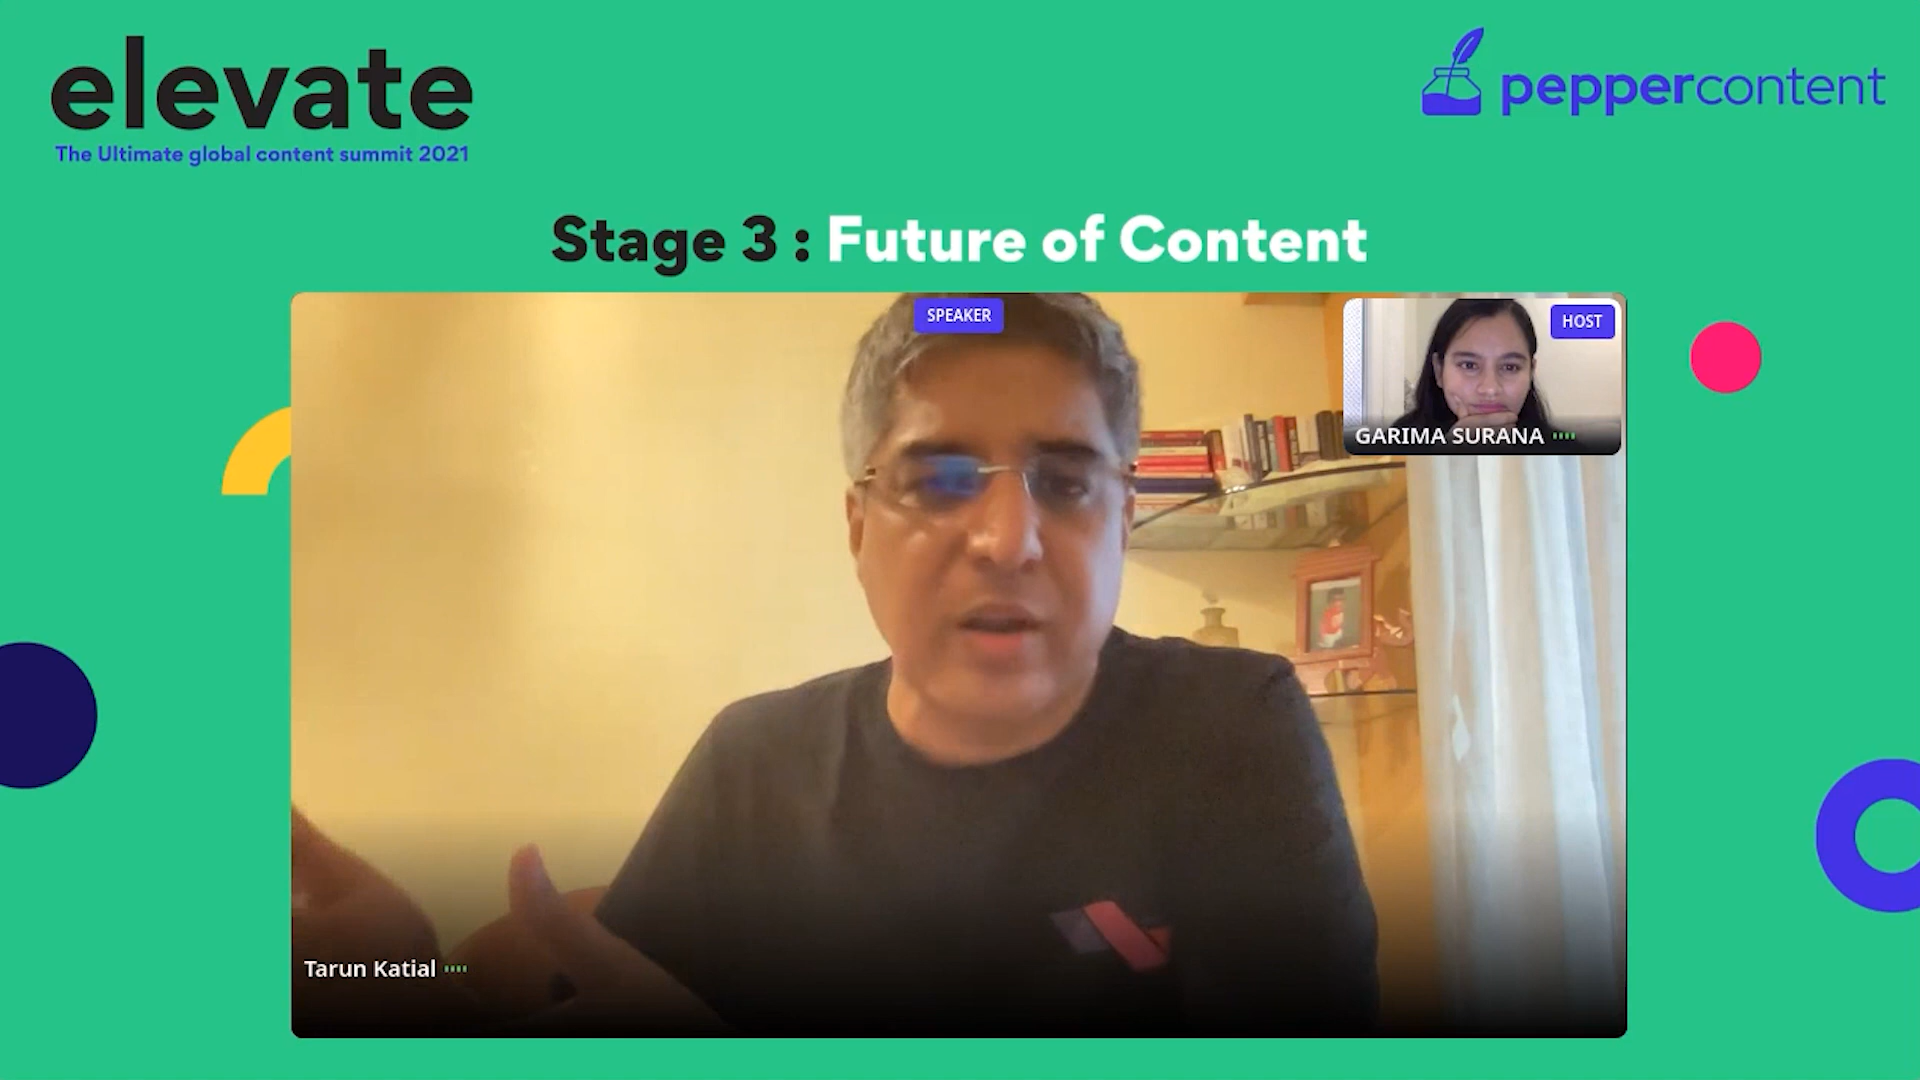 elevate
The Ultimate global content summit 2021
peppercontent
Stage 3 : Future of Content
SPEAKER
HOST
GARIMA SURANA
Tarun Katial